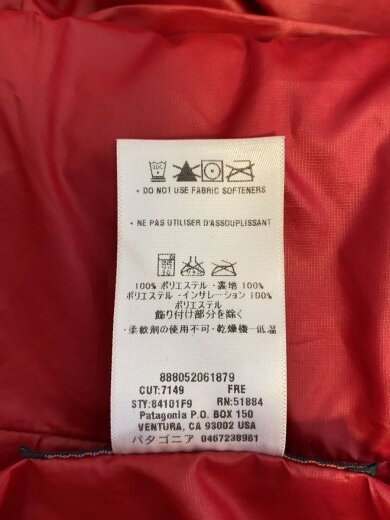 • DO NOT USE FABRIC SOFTENERS
• NE PAS UTILISER D'ASSOUPLISSANT
100% ポリエステル・裏地 100%
ポリエステル・インサレーション 100%
ポリエステル
飾り付け部分を除く
・柔軟剤の使用不可・乾燥機-低温
888052061879
CUT:7149 FRE
STY:84101F9 RN:51884
Patagonia P.O. BOX 150
VENTURA, CA 93002 USA
パタゴニア 0467238961